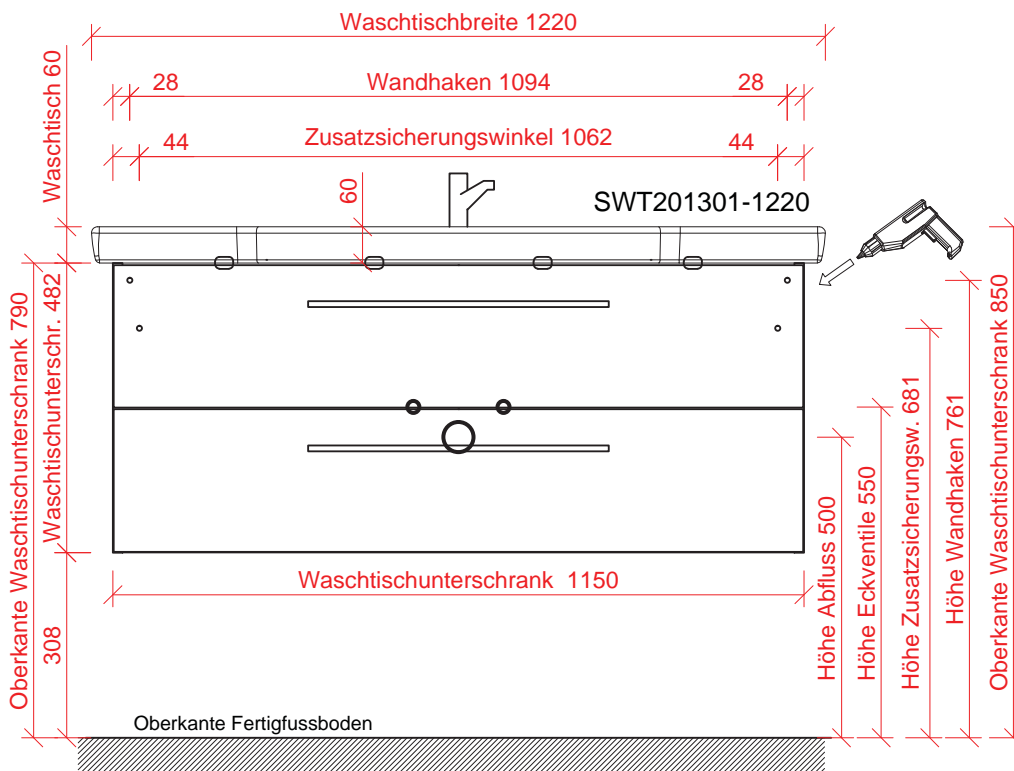 Waschtischbreite 1220
Waschtisch 60
28
Wandhaken 1094
28
44
Zusatzsicherungswinkel 1062
44
60
SWT201301-1220
Oberkante Waschtischunterschrank 790
Waschtischunterschr. 482
308
Waschtischunterschrank 1150
Höhe Abfluss 500
Höhe Eckventile 550
Höhe Zusatzsicherungsw. 681
Höhe Wandhaken 761
Oberkante Waschtischunterschrank 850
Oberkante Fertigfussboden